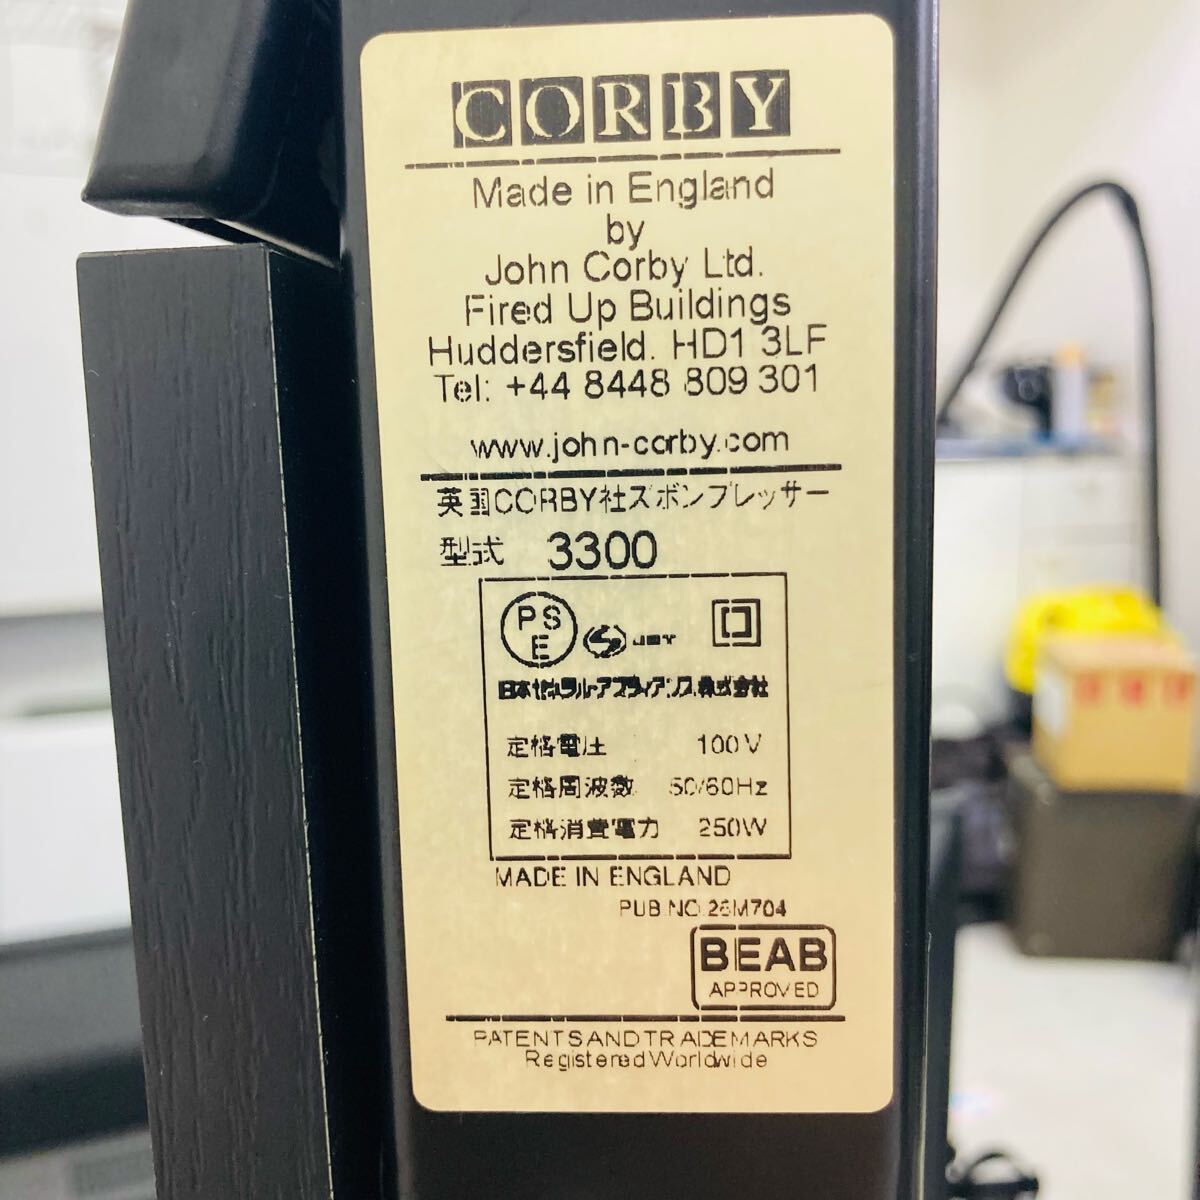 CORBY
Made in England
by
John Corby Ltd.
Fired Up Buildings
Huddersfield. HD1 3LF
Tel: +44 8448 809 301
www.john-corby.com
英国CORBY社ズボンプレッサー
型式 3300
PS
E
JET
日本ゼネラル・アプライアンス株式会社
定格電圧 100V
定格周波数 50/60Hz
定格消費電力 250W
MADE IN ENGLAND
PUB.NO.26M704
BEAB
APPROVED
PATENTS AND TRADEMARKS
Registered Worldwide